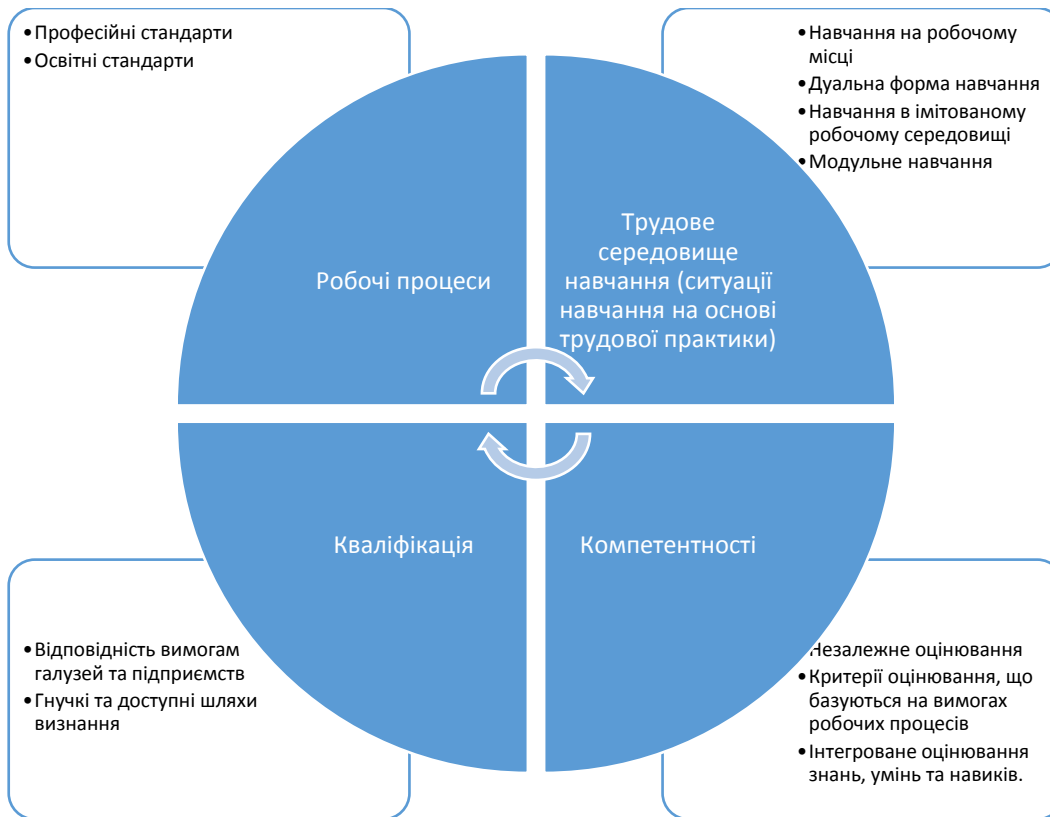 •Професійні стандарти
•Освітні стандарти
•Навчання на робочому
місці
•Дуальна форма навчання
•Навчання в імітованому
робочому середовищі
•Модульне навчання
Робочі процеси
Трудове
середовище
навчання (ситуації
навчання на основі
трудової практики)
Кваліфікація
Компетентності
•Відповідність вимогам
галузей та підприємств
•Гнучкі та доступні шляхи
визнання
Незалежне оцінювання
•Критерії оцінювання, що
базуються на вимогах
робочих процесів
•Інтегроване оцінювання
знань, умінь та навиків.